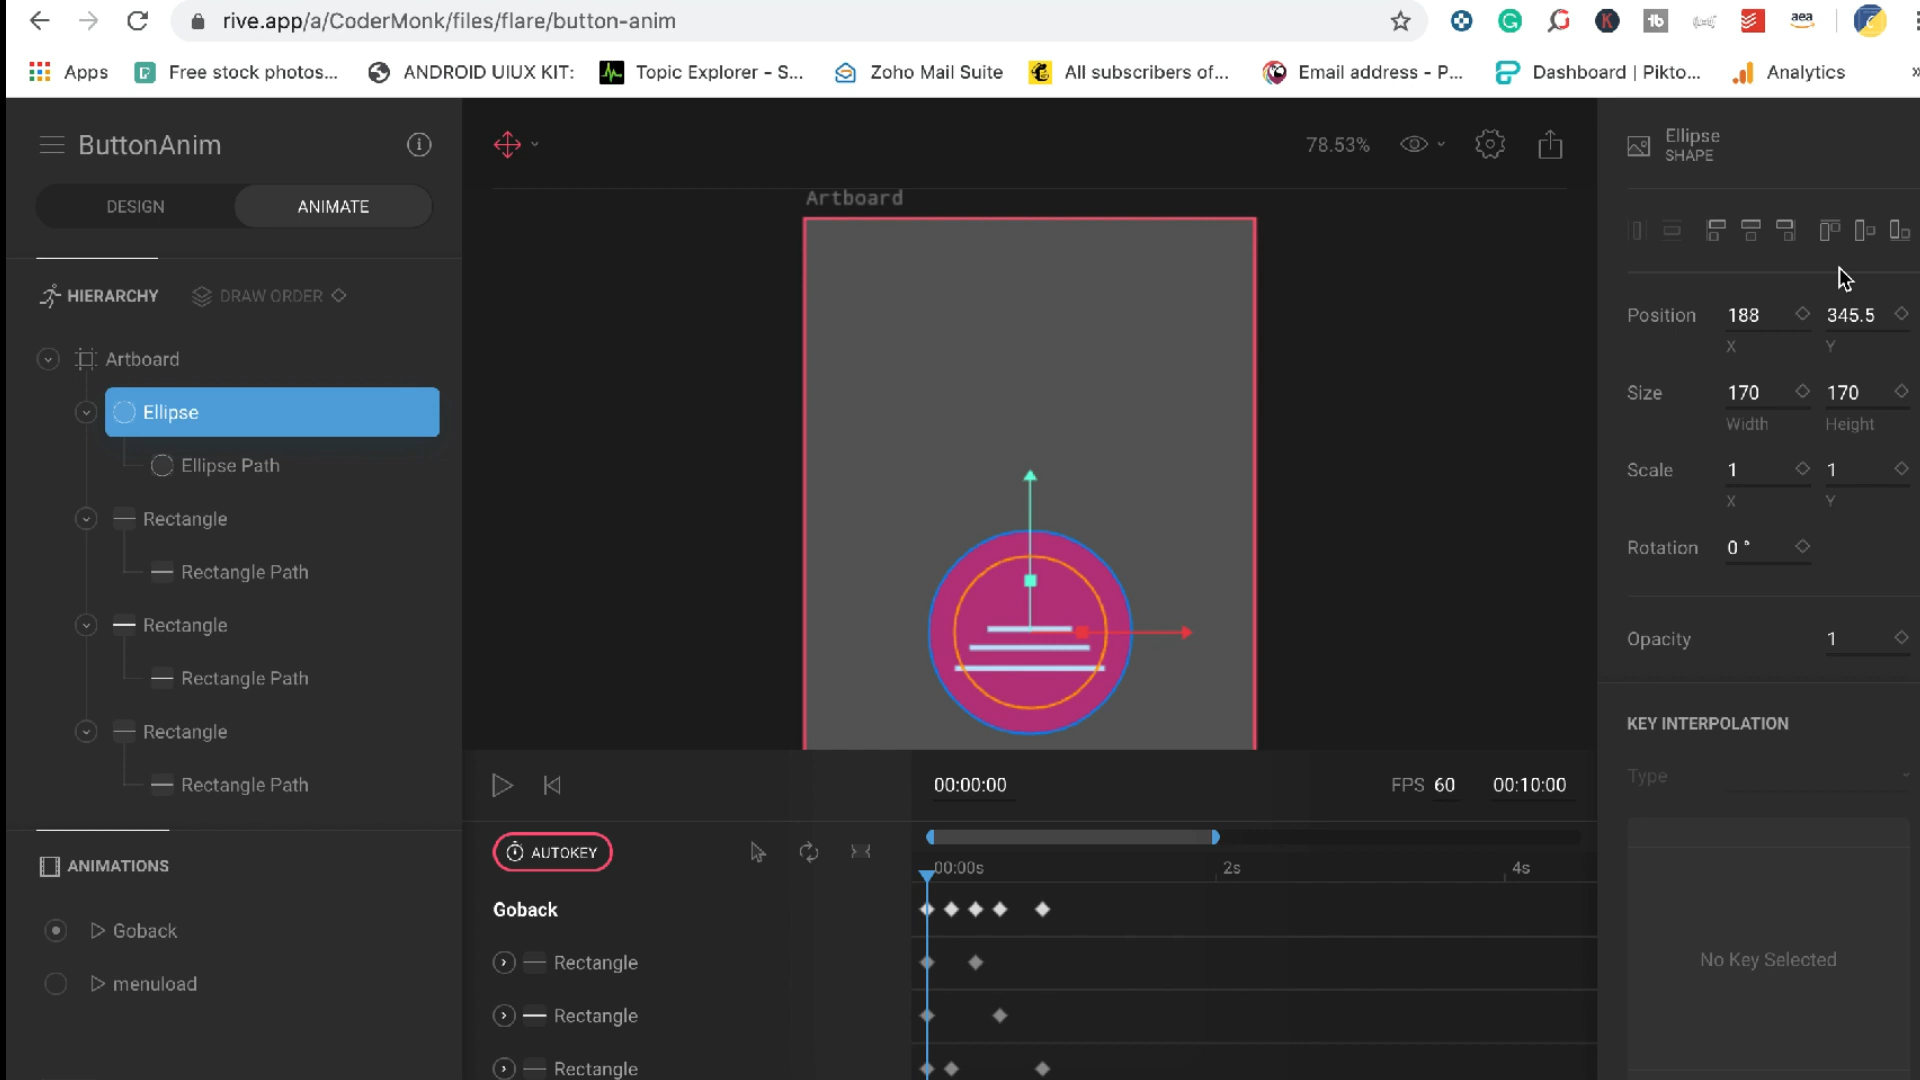 rive.app/a/CoderMonk/files/flare/button-anim
Apps
Free stock photos...
ANDROID UIUX KIT:
Topic Explorer - S...
Zoho Mail Suite
All subscribers of...
Email address - P...
Dashboard | Pikto...
Analytics
»
ButtonAnim
78.53%
Ellipse
SHAPE
DESIGN
ANIMATE
Artboard
HIERARCHY
DRAW ORDER
Position
188
345.5
X
Y
Artboard
Size
170
170
Width
Height
Ellipse
Ellipse Path
Scale
1
1
X
Y
Rectangle
Rectangle Path
Rotation
0 °
Rectangle
Rectangle Path
Opacity
1
Rectangle
Rectangle Path
KEY INTERPOLATION
Type
No Key Selected
00:00:00
FPS 60
00:10:00
AUTOKEY
00:00s
2s
4s
ANIMATIONS
Goback
menuload
Goback
Rectangle
Rectangle
Rectangle